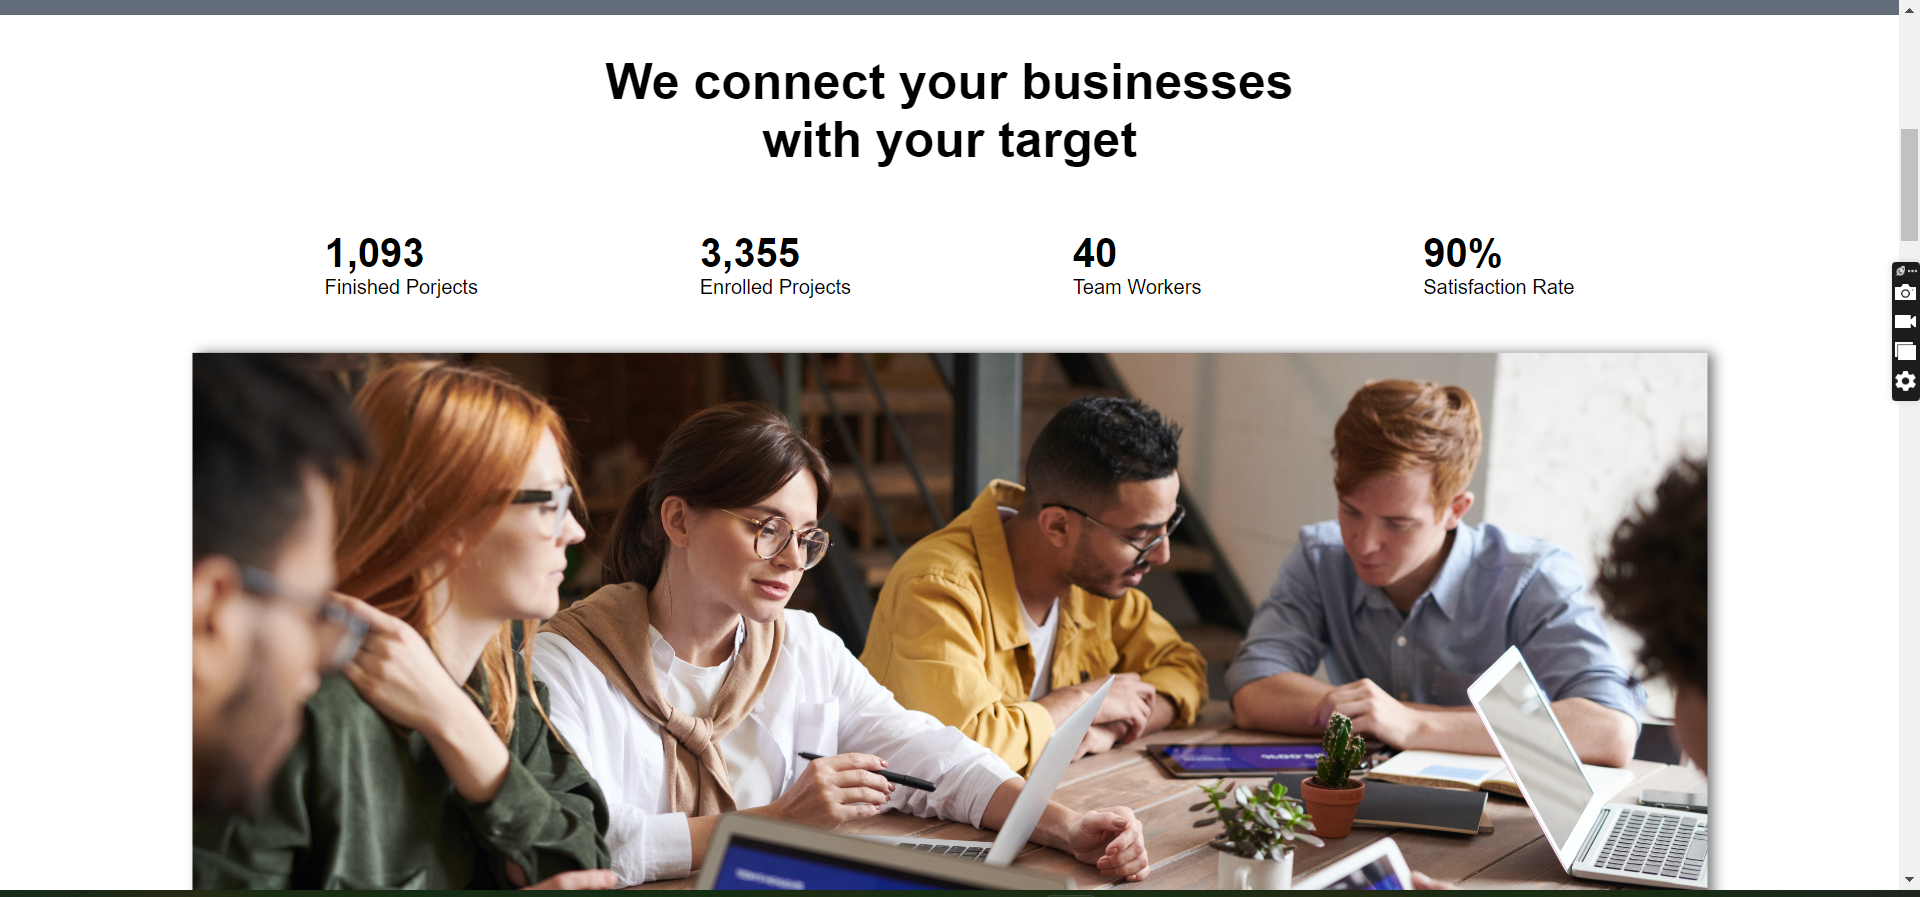 We connect your businesses
with your target
1,093
Finished Porjects
3,355
Enrolled Projects
40
Team Workers
90%
Satisfaction Rate